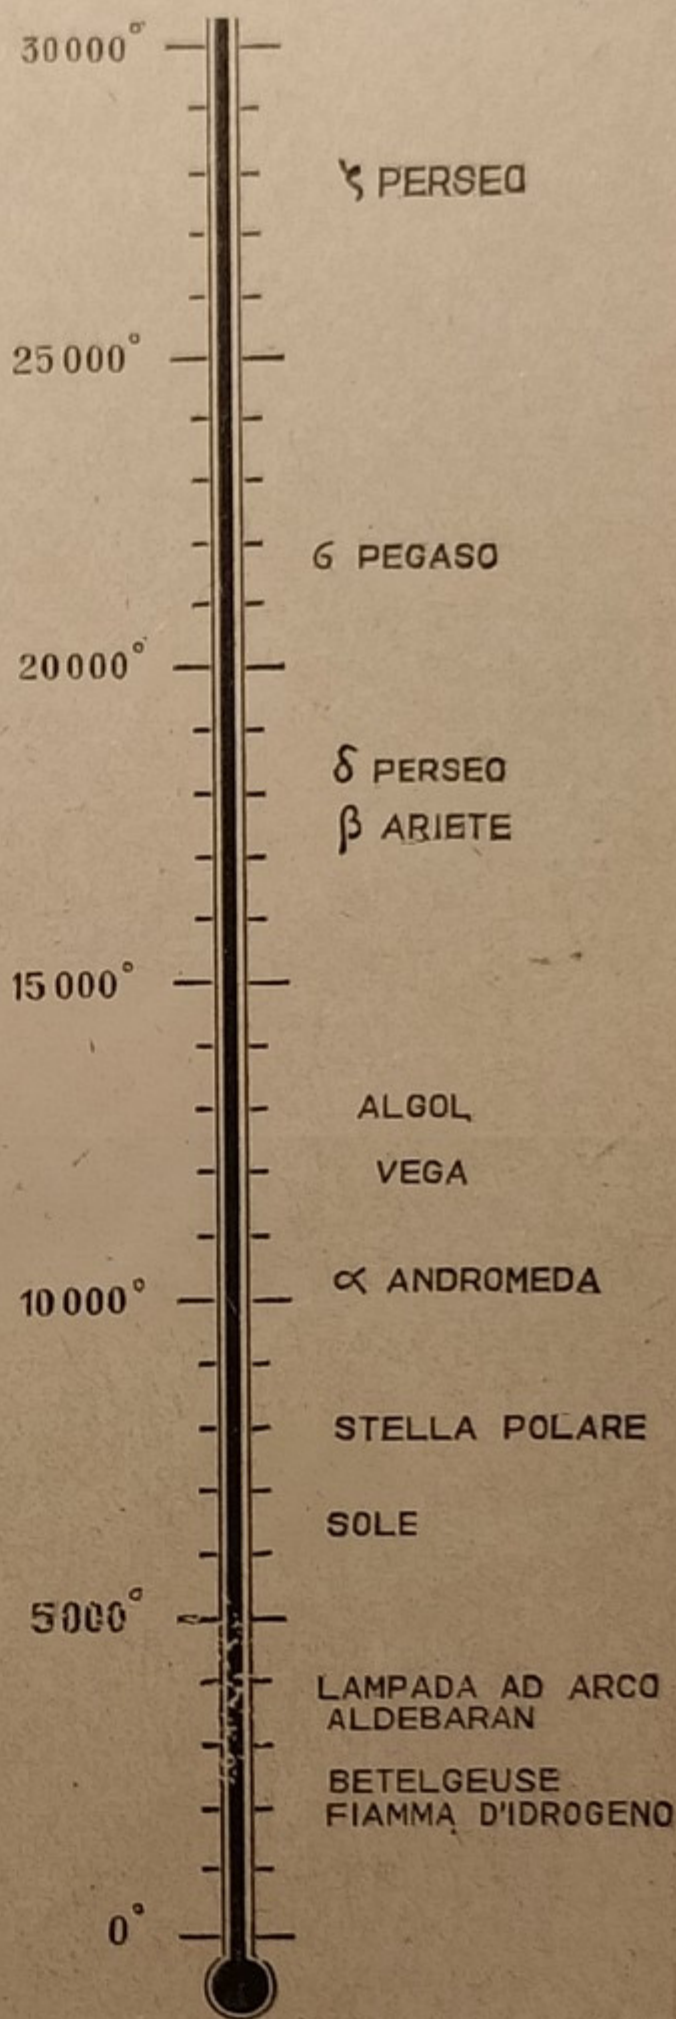 30000°
ζ PERSEO
25000°
σ PEGASO
20000°
δ PERSEO
β ARIETE
15000°
ALGOL
VEGA
α ANDROMEDA
10000°
STELLA POLARE
SOLE
5000°
LAMPADA AD ARCO
ALDEBARAN
BETELGEUSE
FIAMMA D'IDROGENO
0°